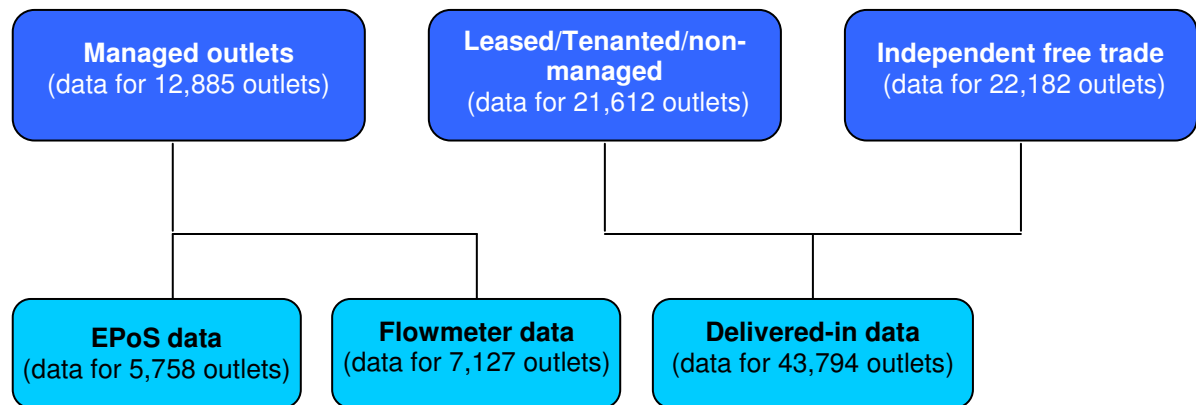 Managed outlets
(data for 12,885 outlets)
Leased/Tenanted/non-
managed
(data for 21,612 outlets)
Independent free trade
(data for 22,182 outlets)
EPoS data
(data for 5,758 outlets)
Flowmeter data
(data for 7,127 outlets)
Delivered-in data
(data for 43,794 outlets)